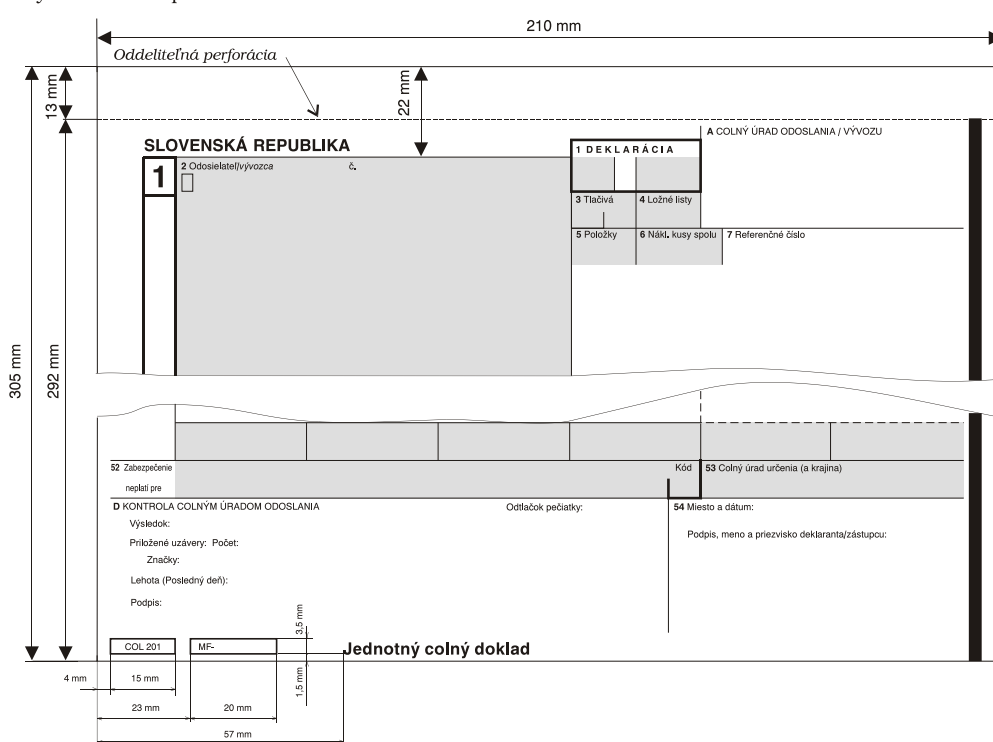 210 mm
Oddeliteľná perforácia
13 mm
22 mm
A COLNÝ ÚRAD ODOSLANIA / VÝVOZU
SLOVENSKÁ REPUBLIKA
1 DEKLARÁCIA
1
2 Odosielateľ/vývozca č.
3 Tlačivá
4 Ložné listy
5 Položky
6 Nákl. kusy spolu
7 Referenčné číslo
305 mm
292 mm
52 Zabezpečenie
neplatí pre
Kód
53 Colný úrad určenia (a krajina)
D KONTROLA COLNÝM ÚRADOM ODOSLANIA
Odtlačok pečiatky:
54 Miesto a dátum:
Výsledok:
Podpis, meno a priezvisko deklaranta/zástupcu:
Priložené uzávery: Počet:
Značky:
Lehota (Posledný deň):
Podpis:
3,5 mm
COL 201
MF-
Jednotný colný doklad
4 mm
15 mm
1,5 mm
23 mm
20 mm
57 mm